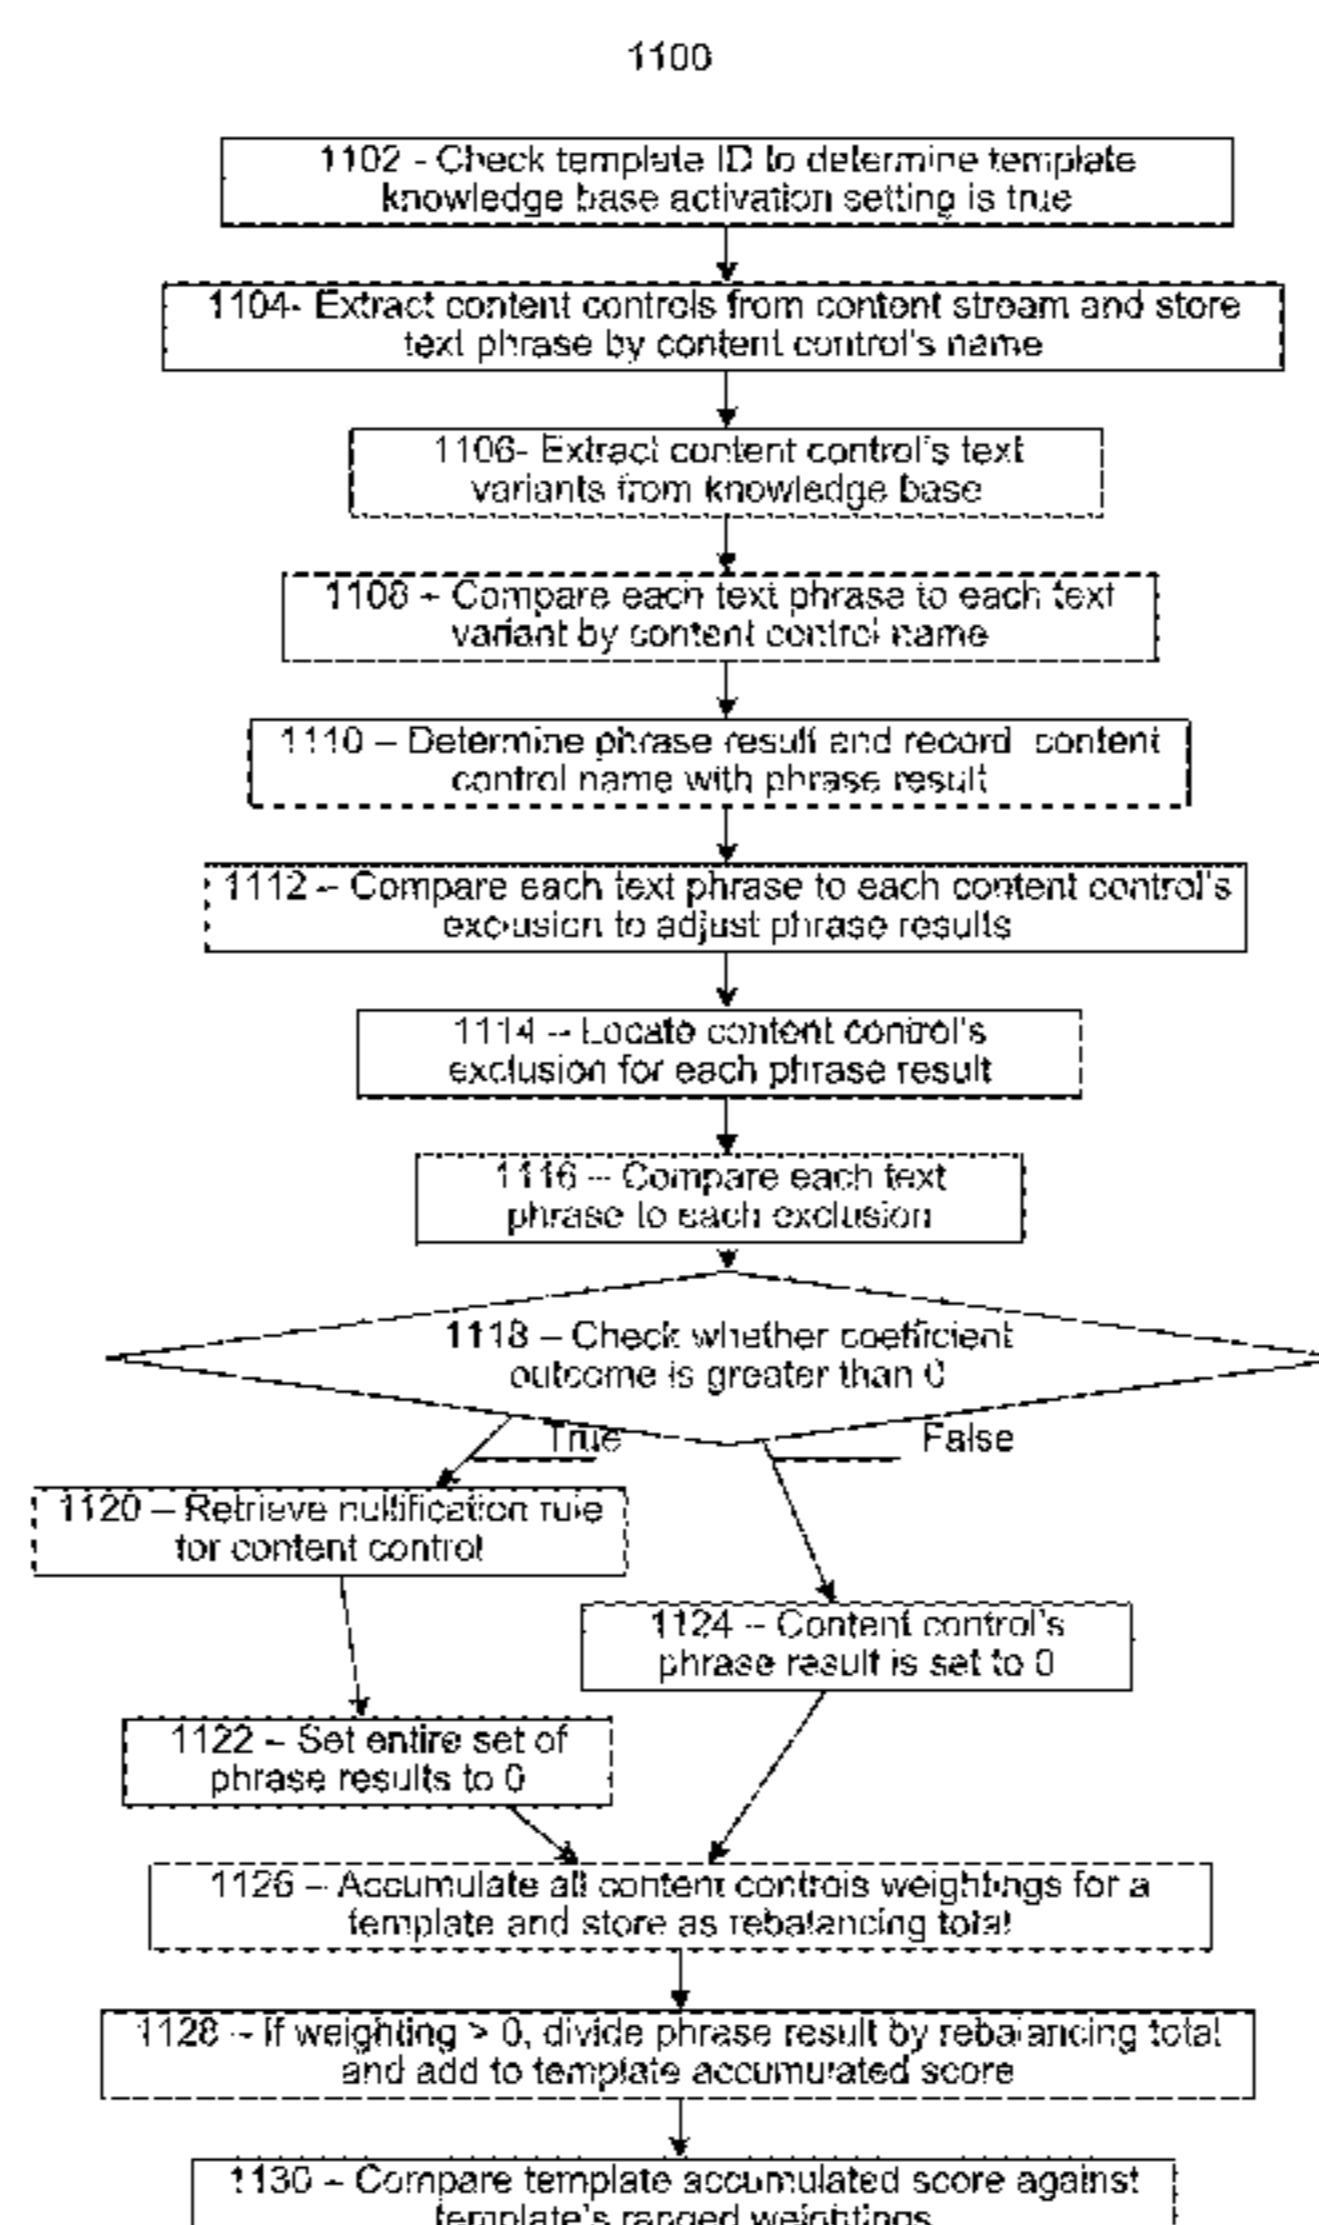 1100
1102 - Check template ID to determine template
knowledge base activation setting is true
1104- Extract content controls from content stream and store
text phrase by content control's name
1106- Extract content control's text
variants from knowledge base
1108 – Compare each text phrase to each text
variant by content control name
1110 – Determine phrase result and record content
control name with phrase result
1112 – Compare each text phrase to each content control's
exclusion to adjust phrase results
1114 – Locate content control's
exclusion for each phrase result
1116 – Compare each text
phrase to each exclusion
1118 – Check whether coefficient
outcome is greater than 0
True
False
1120 – Retrieve nullification rule
for content control
1124 – Content control's
phrase result is set to 0
1122 – Set entire set of
phrase results to 0
1126 – Accumulate all content controls weightings for a
template and store as rebalancing total
1128 – If weighting > 0, divide phrase result by rebalancing total
and add to template accumulated score
1130 – Compare template accumulated score against
template's ranged weightings